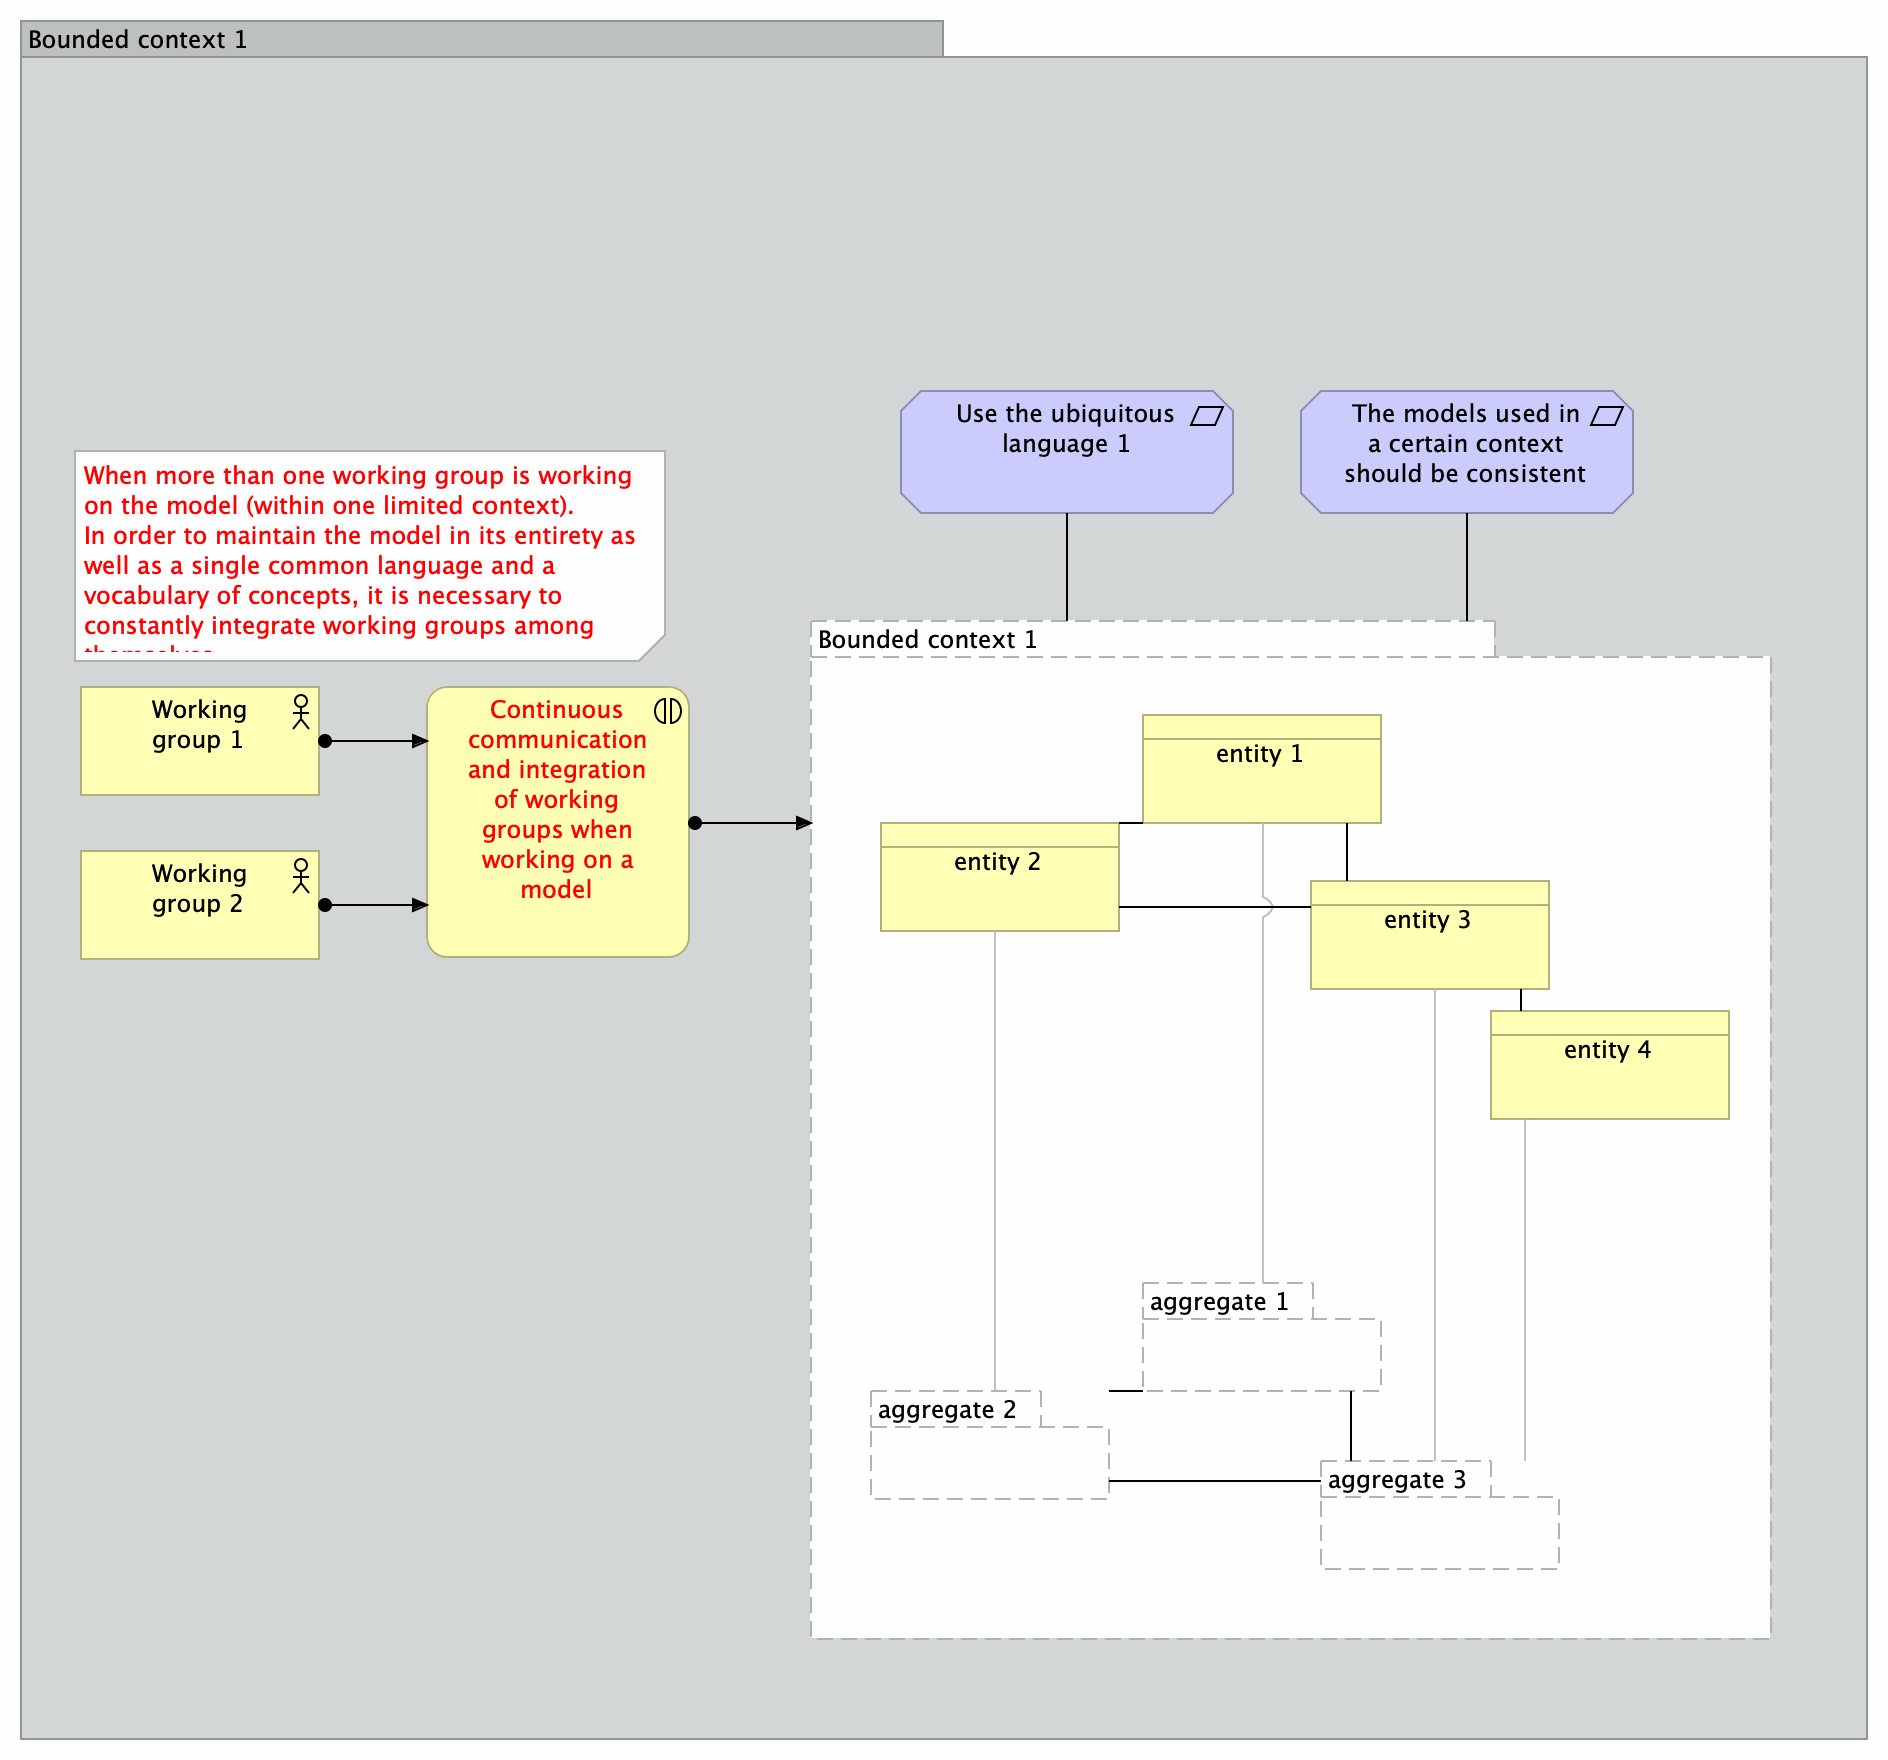 Bounded context 1
Use the ubiquitous
language 1
The models used in
a certain context
should be consistent
When more than one working group is working
on the model (within one limited context).
In order to maintain the model in its entirety as
well as a single common language and a
vocabulary of concepts, it is necessary to
constantly integrate working groups among
Bounded context 1
Working
group 1
Continuous
communication
and integration
of working
groups when
working on a
model
Working
group 2
entity 1
entity 2
entity 3
entity 4
aggregate 1
aggregate 2
aggregate 3